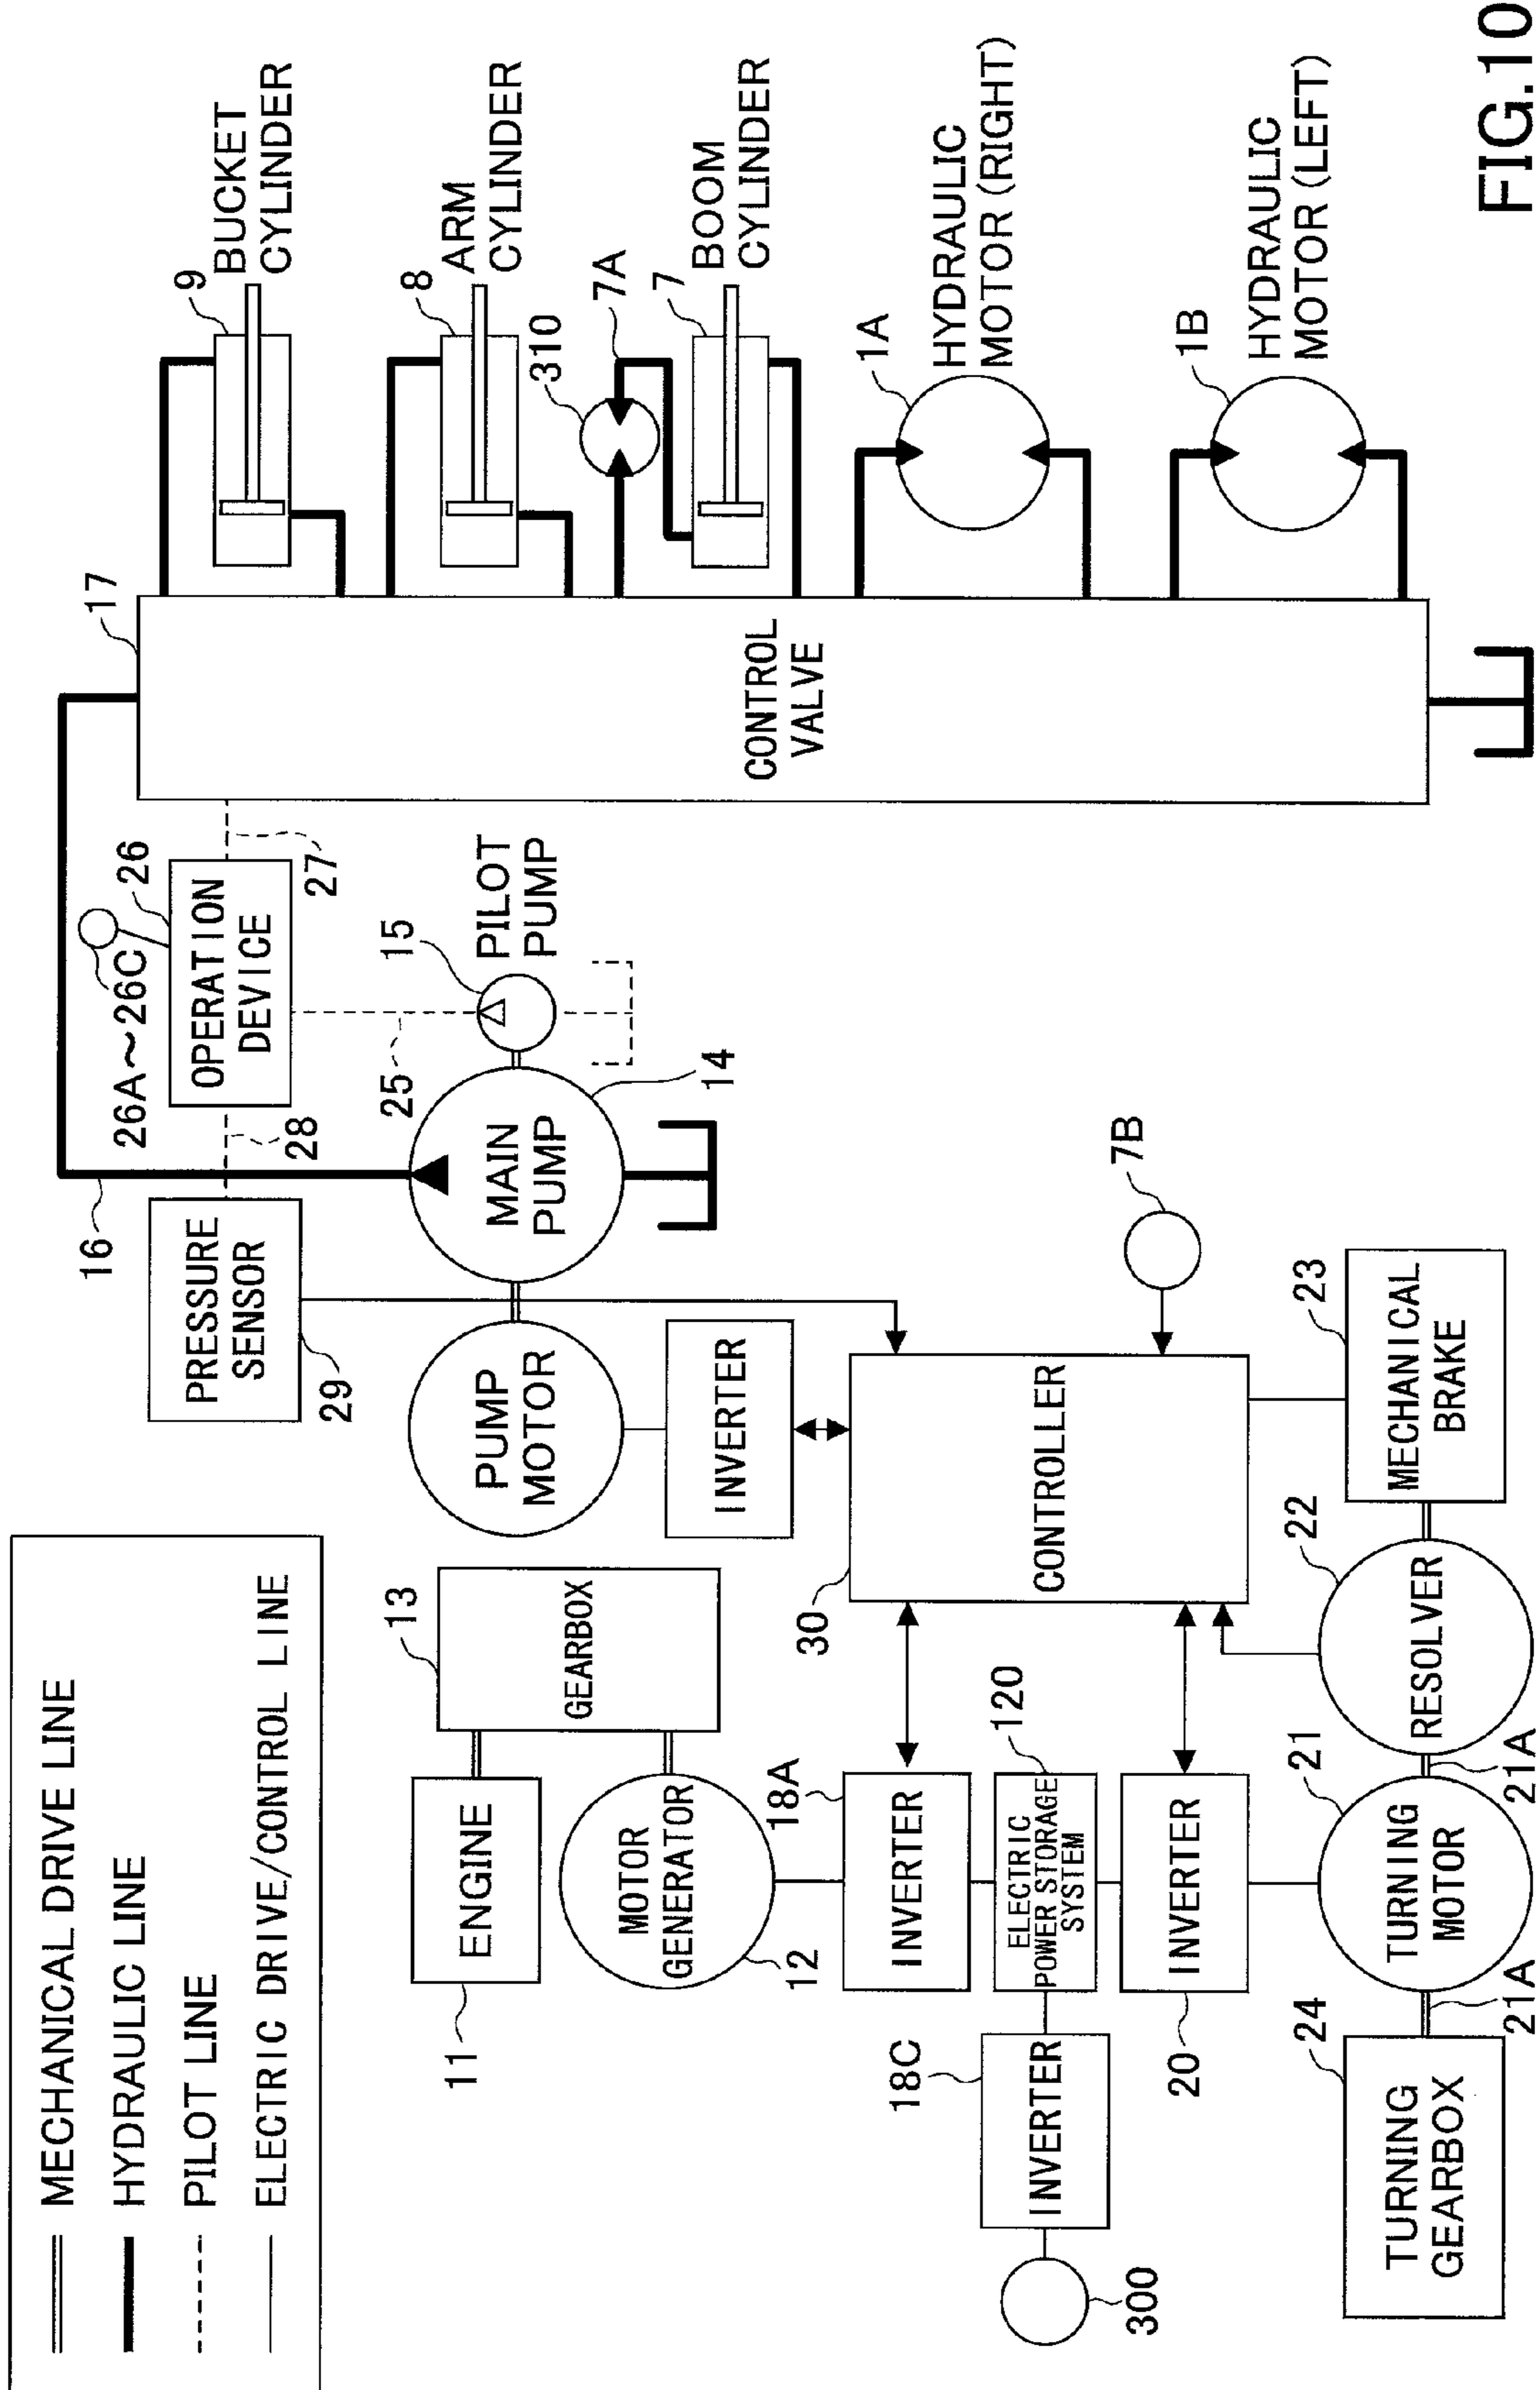 MECHANICAL DRIVE LINE
HYDRAULIC LINE
PILOT LINE
ELECTRIC DRIVE/CONTROL LINE
11
ENGINE
13
GEARBOX
MOTOR
GENERATOR
12
18A
INVERTER
120
ELECTRIC
POWER STORAGE
SYSTEM
18C
INVERTER
300
20
INVERTER
24
TURNING
GEARBOX
21A
21
TURNING
MOTOR
21A
22
RESOLVER
23
MECHANICAL
BRAKE
30
CONTROLLER
7B
INVERTER
PUMP
MOTOR
29
PRESSURE
SENSOR
16
28
26A~26C
26
OPERATION
DEVICE
27
25
15
PILOT
PUMP
14
MAIN
PUMP
17
CONTROL
VALVE
9
BUCKET
CYLINDER
8
ARM
CYLINDER
310
7A
7
BOOM
CYLINDER
1A
HYDRAULIC
MOTOR (RIGHT)
1B
HYDRAULIC
MOTOR (LEFT)
FIG.10